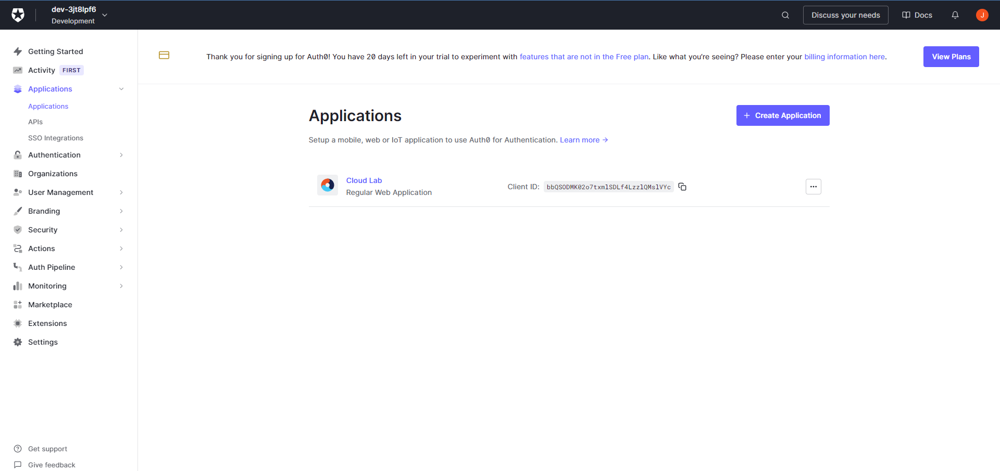 dev-3jt8lpf6
Development
Discuss your needs
Docs
J
Getting Started
Activity FIRST
Applications
Applications
APIs
SSO Integrations
Authentication
Organizations
User Management
Branding
Security
Actions
Auth Pipeline
Monitoring
Marketplace
Extensions
Settings
Get support
Give feedback
Thank you for signing up for Auth0! You have 20 days left in your trial to experiment with features that are not in the Free plan. Like what you're seeing? Please enter your billing information here.
View Plans
Applications
+ Create Application
Setup a mobile, web or IoT application to use Auth0 for Authentication. Learn more →
Cloud Lab
Regular Web Application
Client ID: bbQSODMK02o7txmlSDLf4LzzlQMslVYc